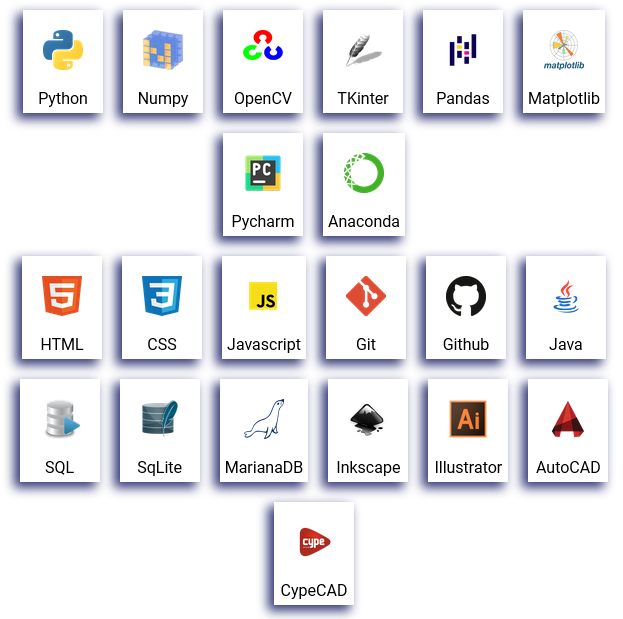 Python
Numpy
OpenCV
TKinter
Pandas
matplotlib
Matplotlib
PC
Pycharm
Anaconda
5
HTML
3
CSS
JS
Javascript
Git
Github
Java
SQL
SqLite
MarianaDB
Inkscape
Ai
Illustrator
AutoCAD
cype
CypeCAD